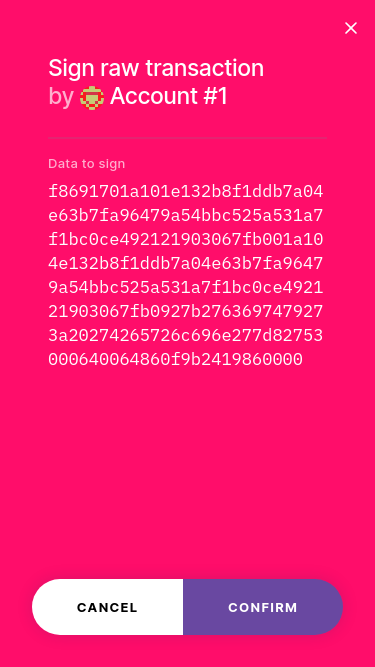 Sign raw transaction
by Account #1
Data to sign
f8691701a101e132b8f1ddb7a04
e63b7fa96479a54bbc525a531a7
f1bc0ce492121903067fb001a10
4e132b8f1ddb7a04e63b7fa9647
9a54bbc525a531a7f1bc0ce4921
21903067fb0927b276369747927
3a20274265726c696e277d82753
000640064860f9b2419860000
CANCEL CONFIRM